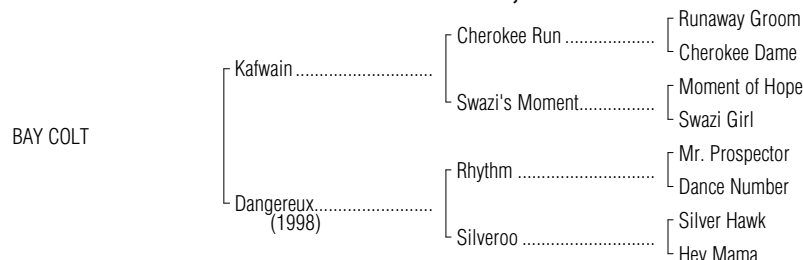 Runaway Groom
Cherokee Run ....................
Cherokee Dame
Kafwain ..............................
Moment of Hope
Swazi's Moment.................
Swazi Girl
BAY COLT
Mr. Prospector
Rhythm ..............................
Dance Number
Dangereux..........................
(1998)
Silver Hawk
Silveroo .............................
Hey Mama